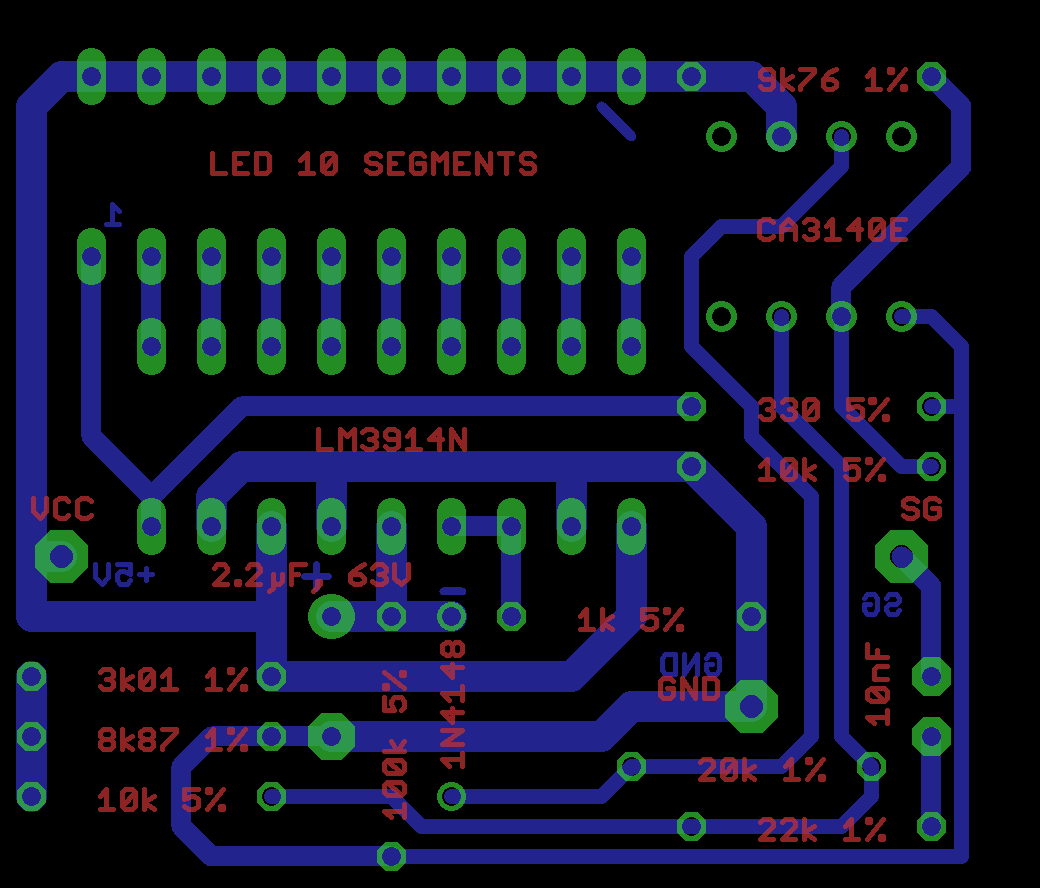 9k76 1%
LED 10 SEGMENTS
1
CA3140E
330 5%
LM3914N
10k 5%
VCC
SG
+5V
2.2µF, 63V
+
-
SG
1k 5%
GND
GND
10nF
3k01 1%
8k87 1%
100k 5%
1N4148
20k 1%
10k 5%
22k 1%